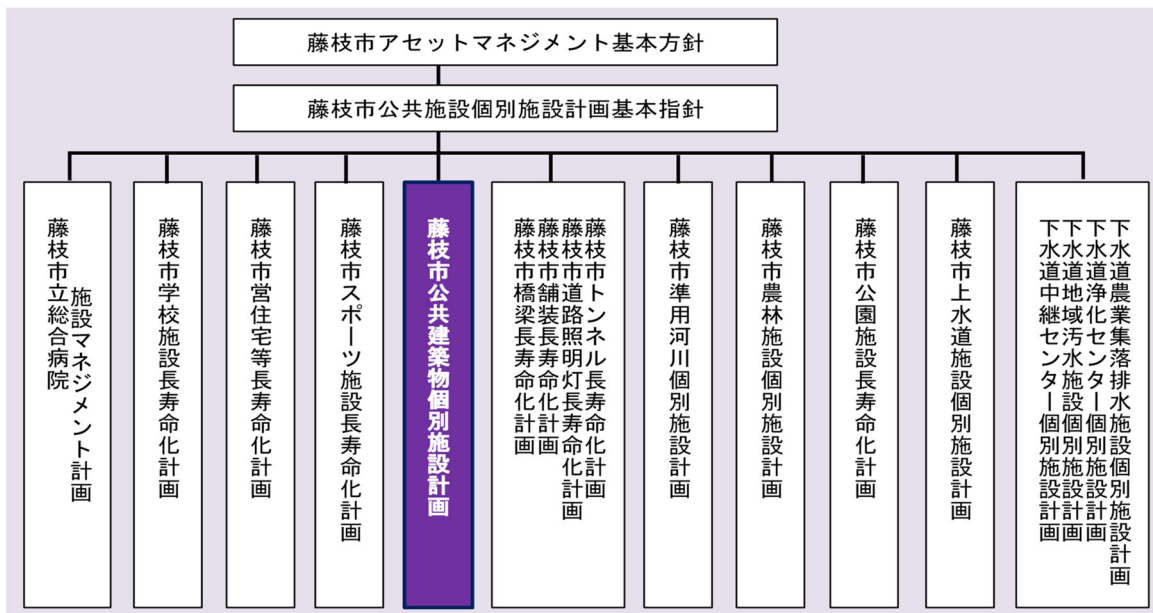 藤枝市アセットマネジメント基本方針
藤枝市公共施設個別施設計画基本指針
藤枝市立総合病院
施設マネジメント計画
藤枝市学校施設長寿命化計画
藤枝市営住宅等長寿命化計画
藤枝市スポーツ施設長寿命化計画
藤枝市公共建築物個別施設計画
藤枝市トンネル長寿命化計画
藤枝市道路照明灯長寿命化計画
藤枝市舗装長寿命化計画
藤枝市橋梁長寿命化計画
藤枝市準用河川個別施設計画
藤枝市農林施設個別施設計画
藤枝市公園施設長寿命化計画
藤枝市上水道施設個別施設計画
下水道農業集落排水施設個別施設計画
下水道浄化センター個別施設計画
下水道地域汚水施設個別施設計画
下水道中継センター個別施設計画